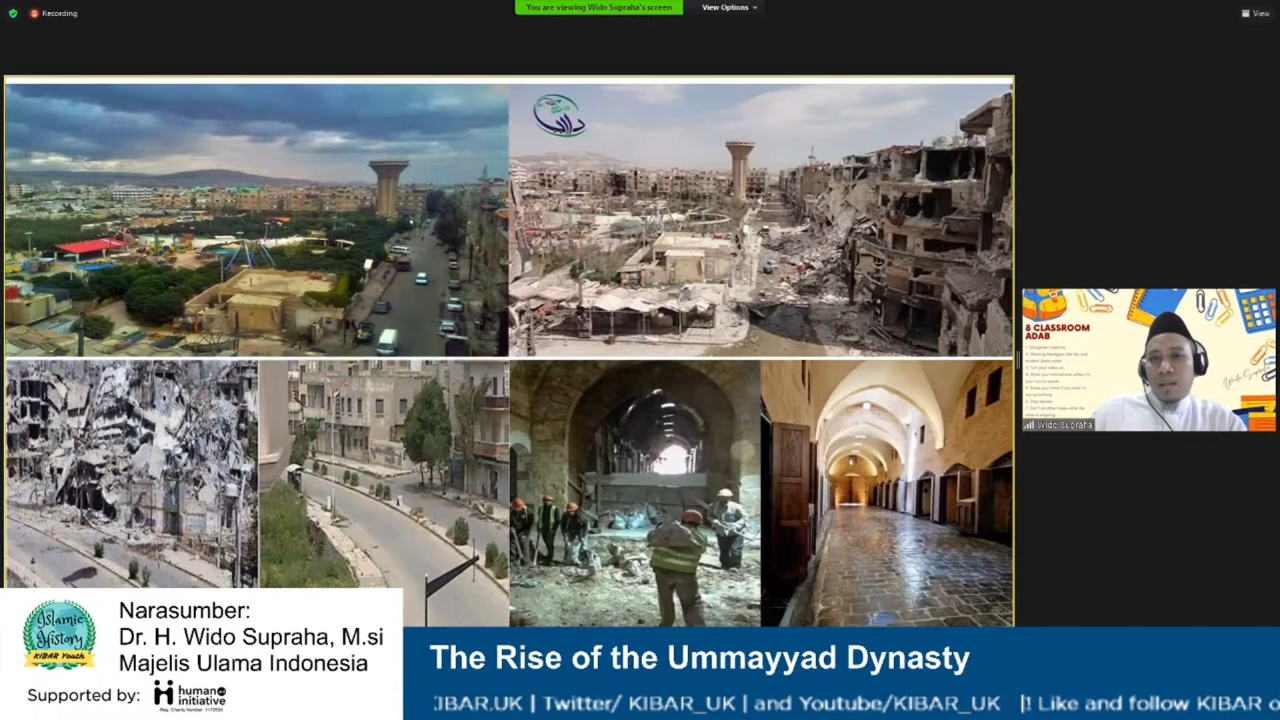 Recording
You are viewing Wido Supraha's screen
View Options
View
داريا
8 CLASSROOM
ADAB
Wido Supraha
Narasumber:
Dr. H. Wido Supraha, M.si
Majelis Ulama Indonesia
Islamic
History
KIBAR Youth
Supported by:
human
initiative
The Rise of the Ummayyad Dynasty
KIBAR.UK | Twitter/ KIBAR_UK | and Youtube/KIBAR_UK |! Like and follow KIBAR